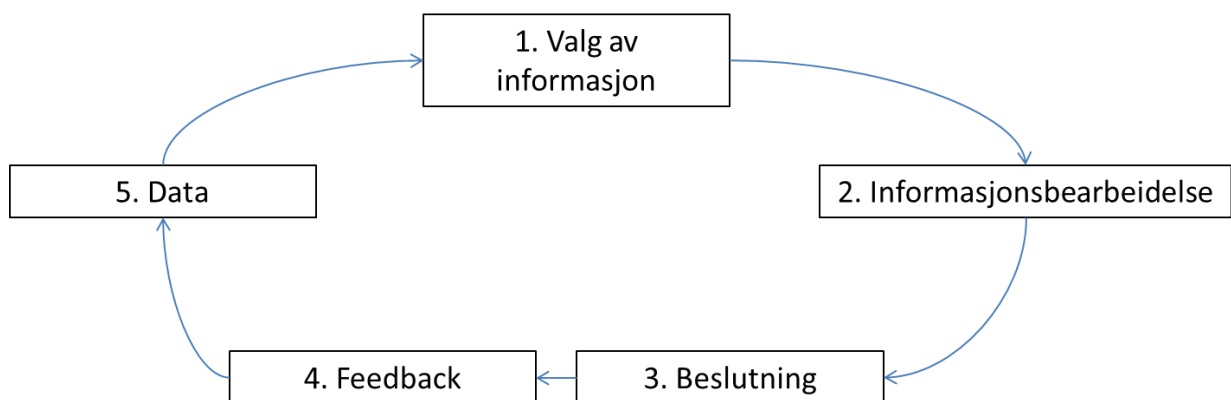 1. Valg av
informasjon
5. Data
2. Informasjonsbearbeidelse
4. Feedback
3. Beslutning